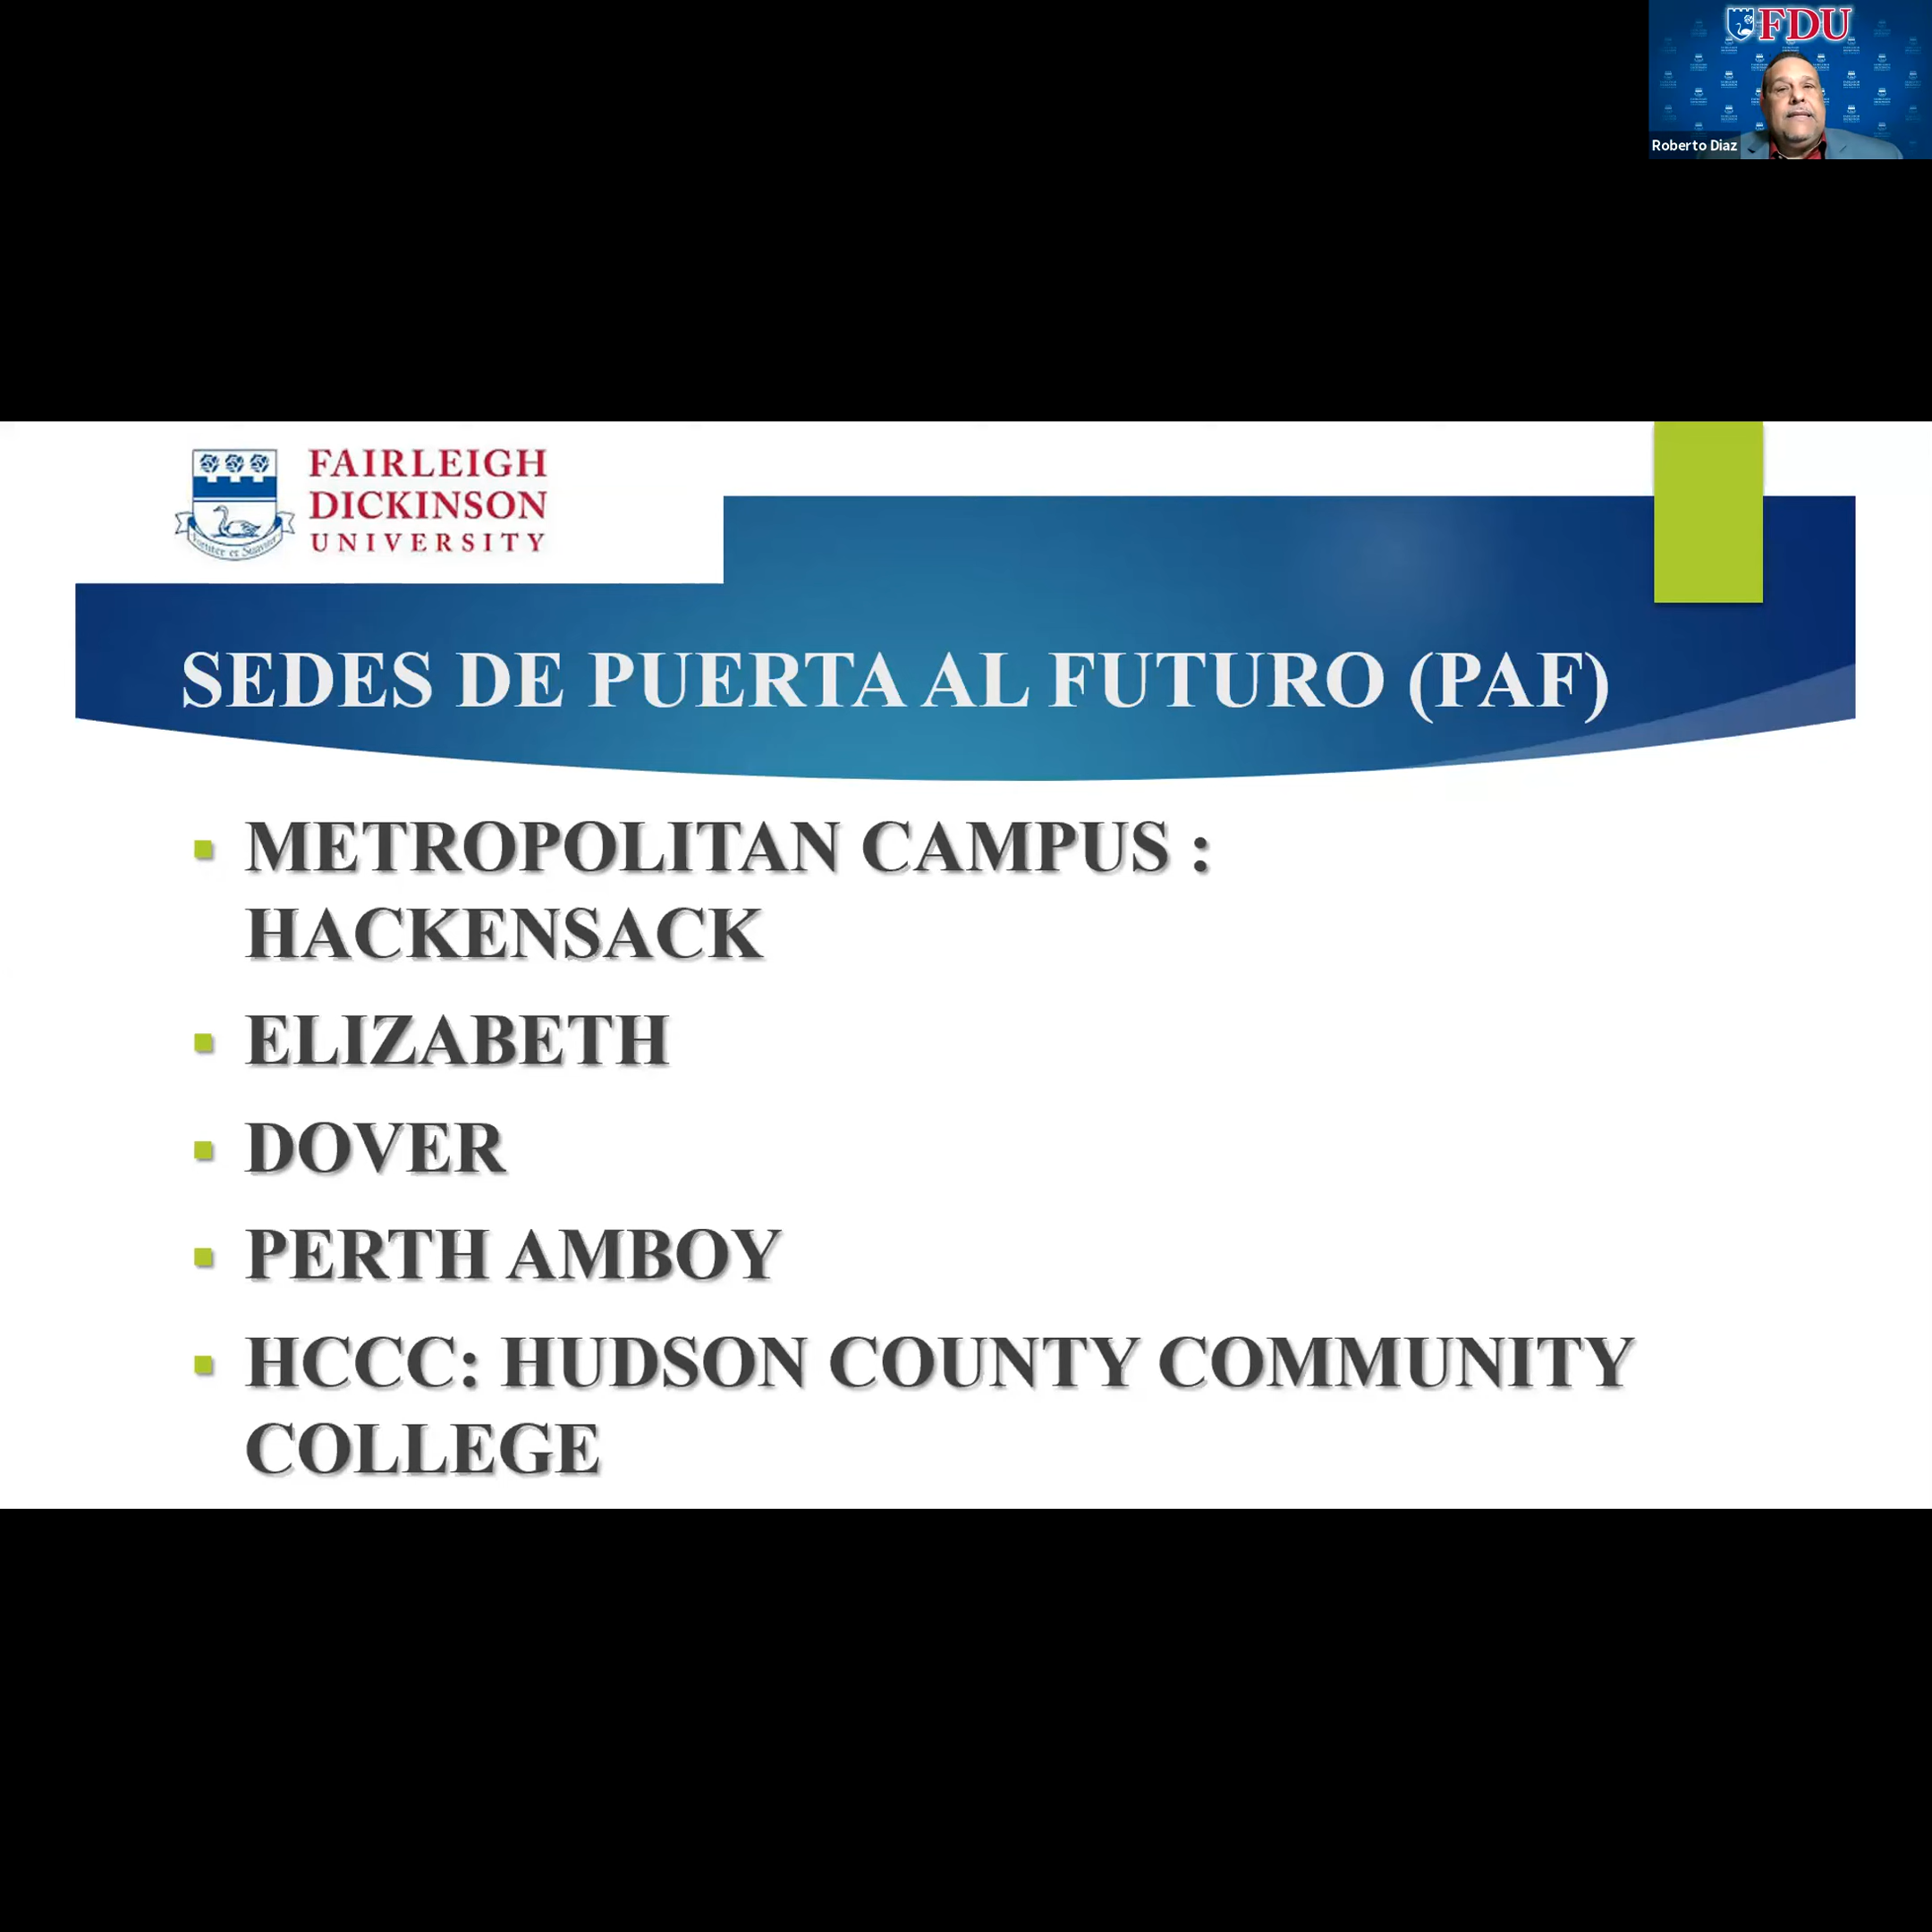 FDU
Roberto Diaz
FAIRLEIGH
DICKINSON
UNIVERSITY
SEDES DE PUERTA AL FUTURO (PAF)
METROPOLITAN CAMPUS :
HACKENSACK
ELIZABETH
DOVER
PERTH AMBOY
HCCC: HUDSON COUNTY COMMUNITY
COLLEGE